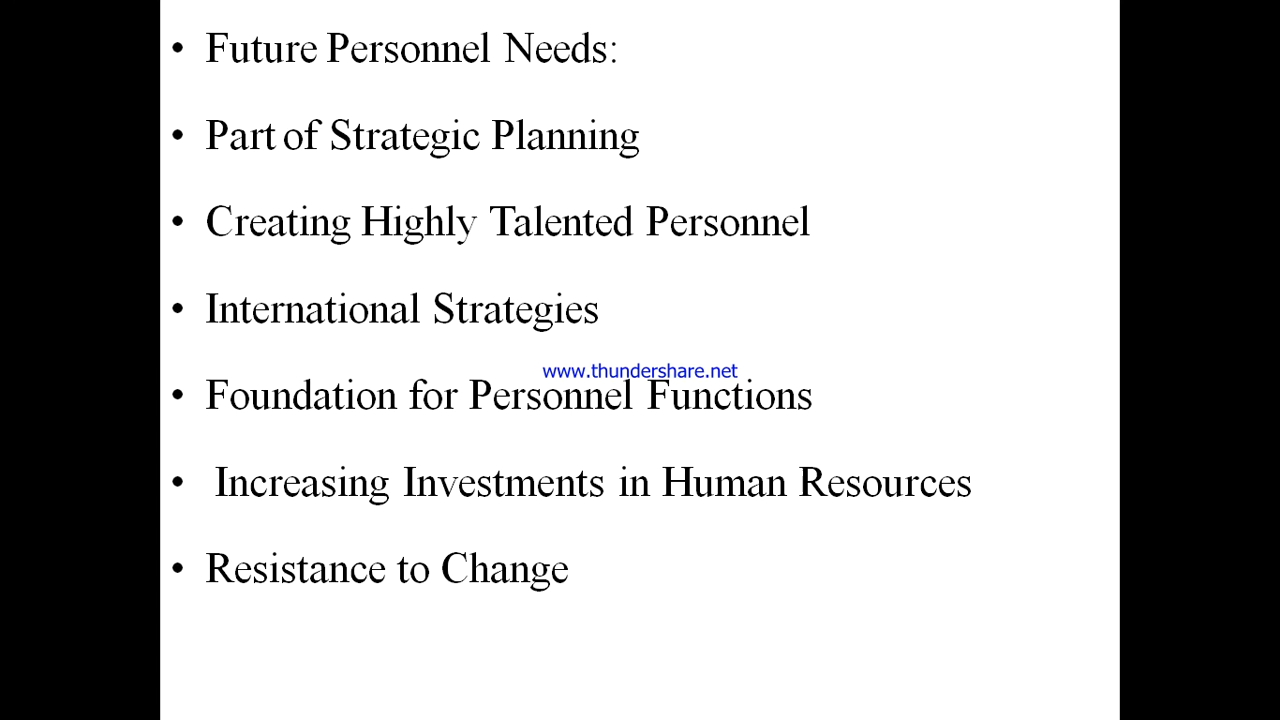 • Future Personnel Needs:
• Part of Strategic Planning
• Creating Highly Talented Personnel
• International Strategies
www.thundershare.net
• Foundation for Personnel Functions
• Increasing Investments in Human Resources
• Resistance to Change